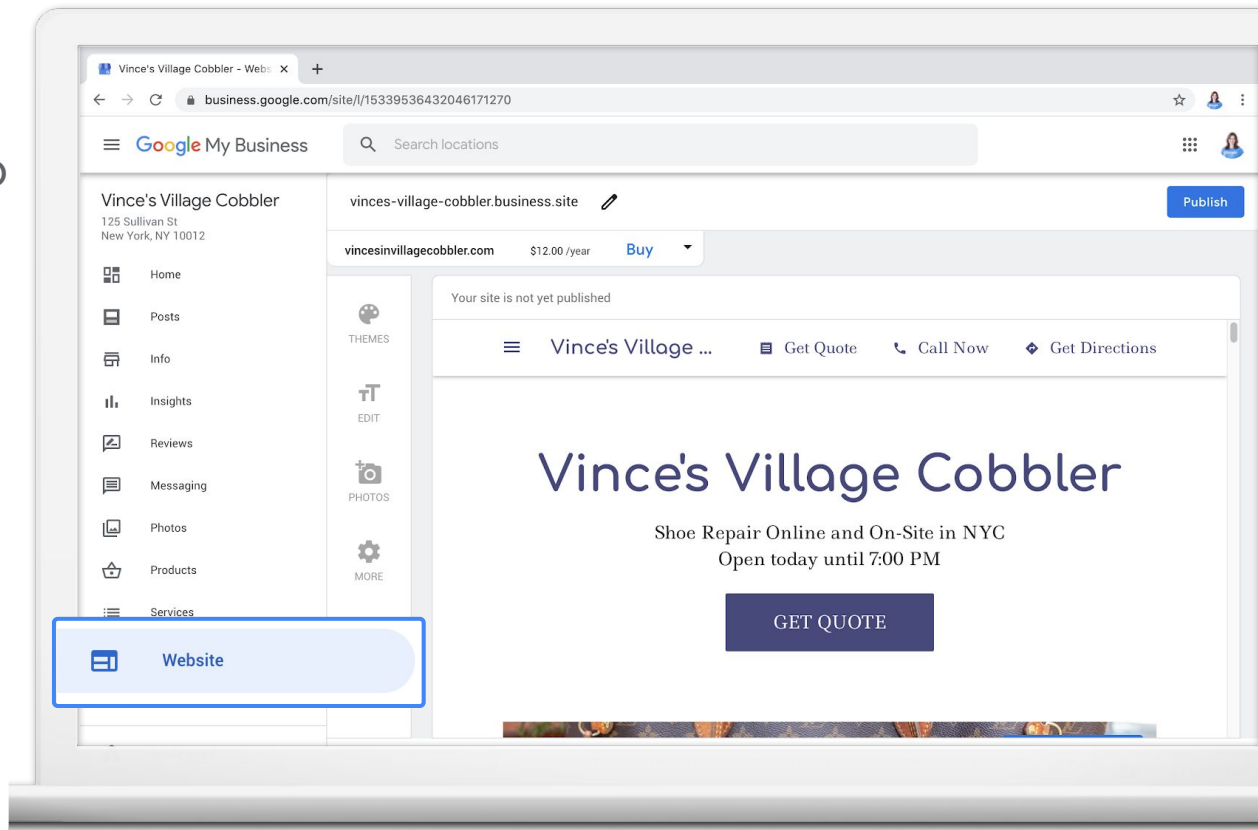 Vince's Village Cobbler - Webs
business.google.com/site/l/15339536432046171270
Google My Business
Search locations
Vince's Village Cobbler
125 Sullivan St
New York, NY 10012
Home
Posts
Info
Insights
Reviews
Messaging
Photos
Products
Services
Website
vinces-village-cobbler.business.site
Publish
vincesinvillagecobbler.com $12.00 /year Buy
THEMES
EDIT
PHOTOS
MORE
Your site is not yet published
Vince's Village ... Get Quote Call Now Get Directions
Vince's Village Cobbler
Shoe Repair Online and On-Site in NYC
Open today until 7:00 PM
GET QUOTE